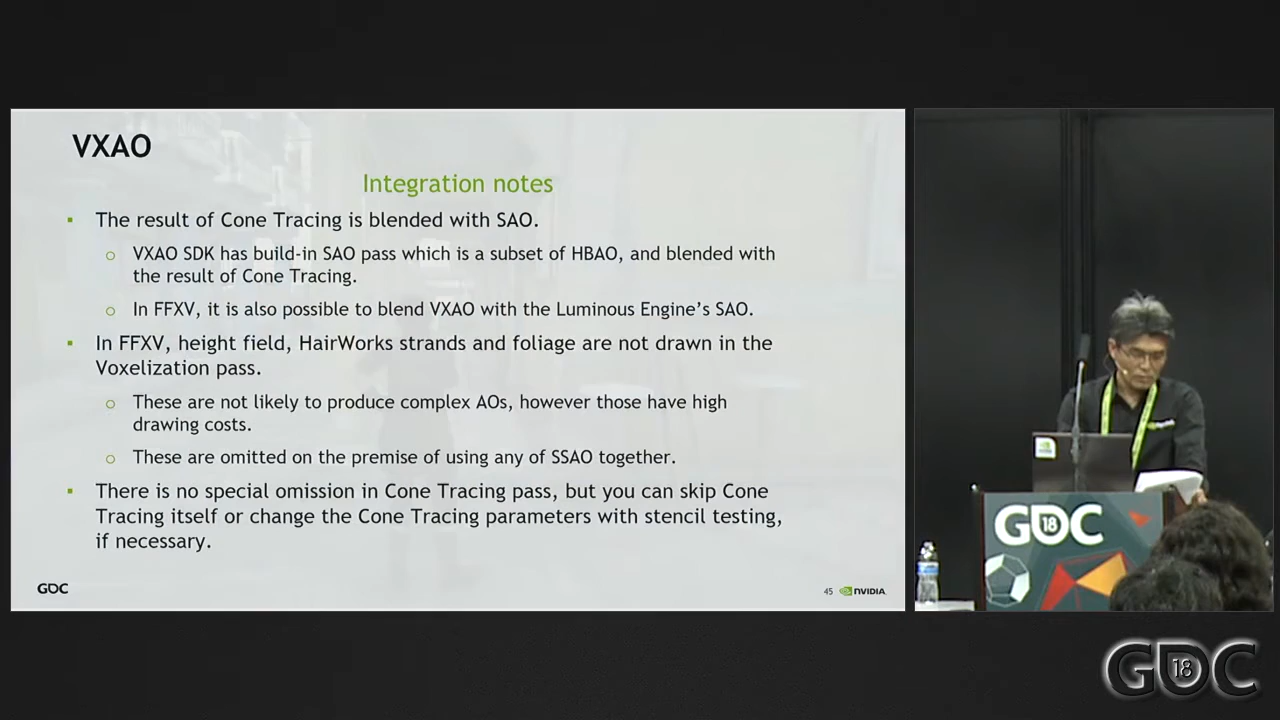 VXAO
Integration notes
▪ The result of Cone Tracing is blended with SAO.
o VXAO SDK has build-in SAO pass which is a subset of HBAO, and blended with
the result of Cone Tracing.
o In FFXV, it is also possible to blend VXAO with the Luminous Engine’s SAO.
▪ In FFXV, height field, HairWorks strands and foliage are not drawn in the
Voxelization pass.
o These are not likely to produce complex AOs, however those have high
drawing costs.
o These are omitted on the premise of using any of SSAO together.
▪ There is no special omission in Cone Tracing pass, but you can skip Cone
Tracing itself or change the Cone Tracing parameters with stencil testing,
if necessary.
GDC
45 NVIDIA
GDC 18
GDC 18